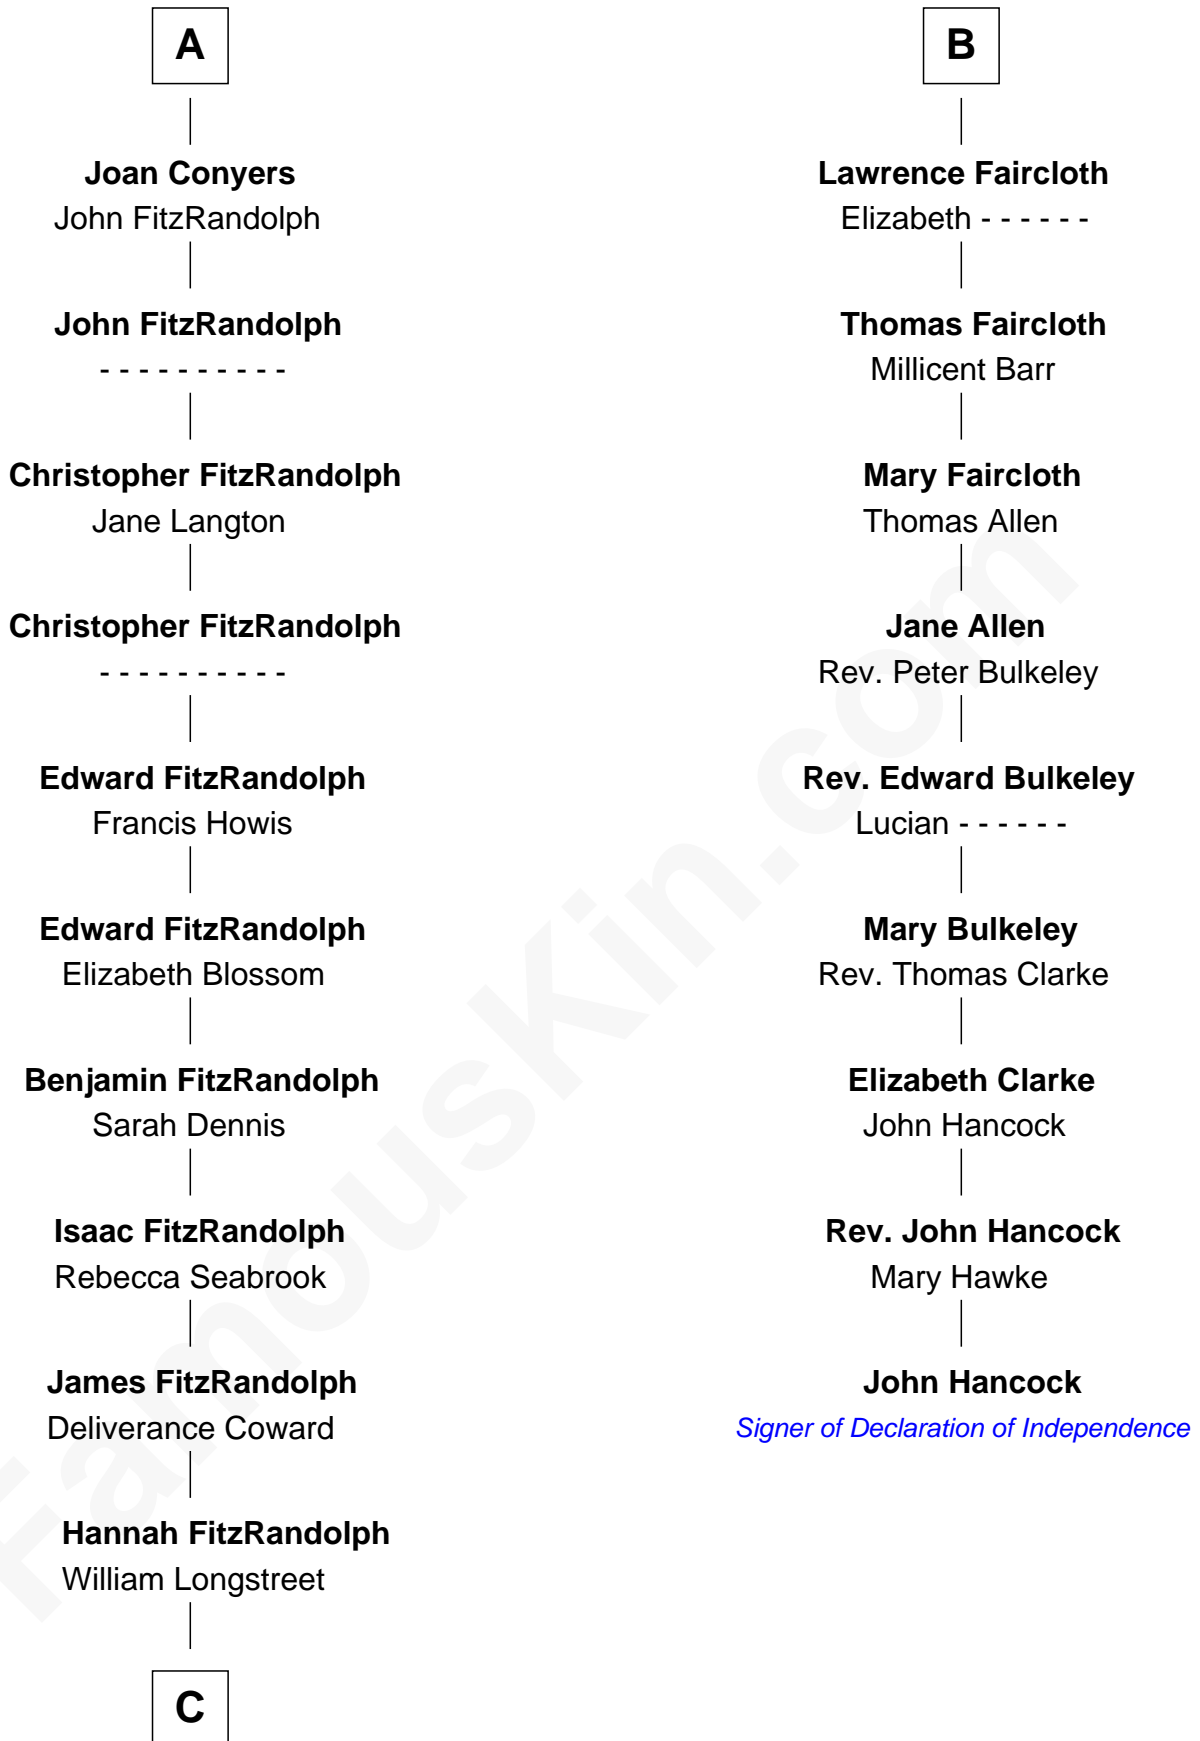 A
Joan Conyers
John FitzRandolph
John FitzRandolph
- - - - - - - - - -
Christopher FitzRandolph
Jane Langton
Christopher FitzRandolph
- - - - - - - - - -
Edward FitzRandolph
Francis Howis
Edward FitzRandolph
Elizabeth Blossom
Benjamin FitzRandolph
Sarah Dennis
Isaac FitzRandolph
Rebecca Seabrook
James FitzRandolph
Deliverance Coward
Hannah FitzRandolph
William Longstreet
C
B
Lawrence Faircloth
Elizabeth - - - - - -
Thomas Faircloth
Millicent Barr
Mary Faircloth
Thomas Allen
Jane Allen
Rev. Peter Bulkeley
Rev. Edward Bulkeley
Lucian - - - - - -
Mary Bulkeley
Rev. Thomas Clarke
Elizabeth Clarke
John Hancock
Rev. John Hancock
Mary Hawke
John Hancock
Signer of Declaration of Independence
FamousKin.com